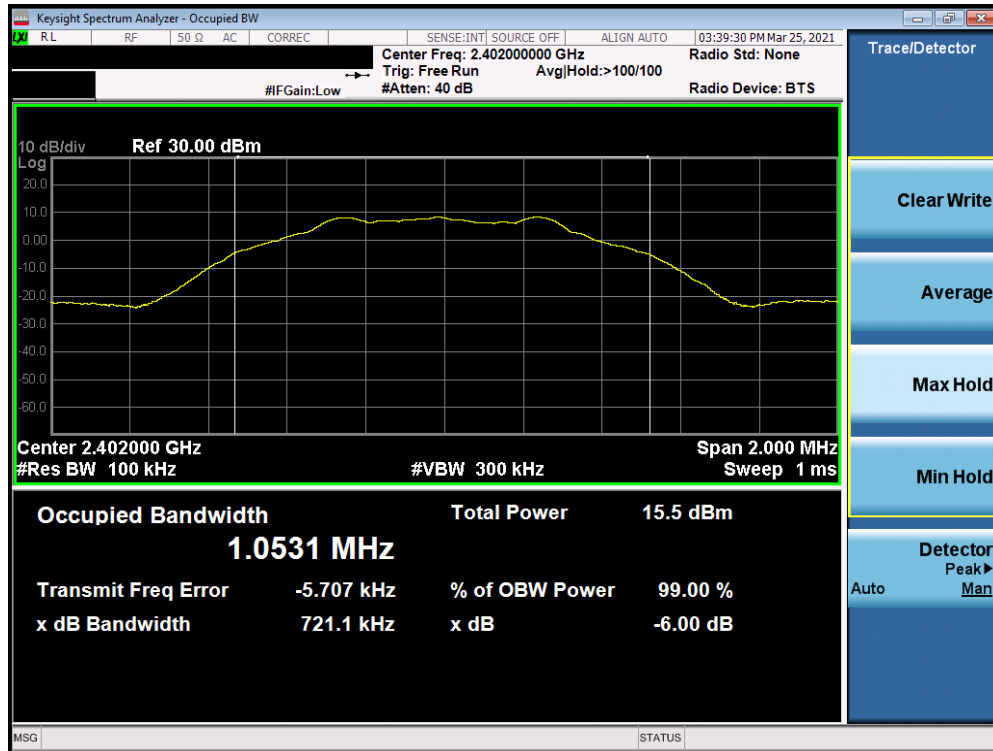 Keysight Spectrum Analyzer - Occupied BW
LXI RL RF 50 Ω AC CORREC SENSE:INT SOURCE OFF ALIGN AUTO 03:39:30 PM Mar 25, 2021
Center Freq: 2.402000000 GHz Radio Std: None
Trig: Free Run Avg|Hold:>100/100
#IFGain:Low #Atten: 40 dB Radio Device: BTS
10 dB/div Ref 30.00 dBm
Log
20.0
10.0
0.00
-10.0
-20.0
-30.0
-40.0
-50.0
-60.0
Center 2.402000 GHz Span 2.000 MHz
#Res BW 100 kHz #VBW 300 kHz Sweep 1 ms
Occupied Bandwidth Total Power 15.5 dBm
1.0531 MHz
Transmit Freq Error -5.707 kHz % of OBW Power 99.00 %
x dB Bandwidth 721.1 kHz x dB -6.00 dB
Trace/Detector
Clear Write
Average
Max Hold
Min Hold
Detector
Peak▶
Auto Man
MSG STATUS